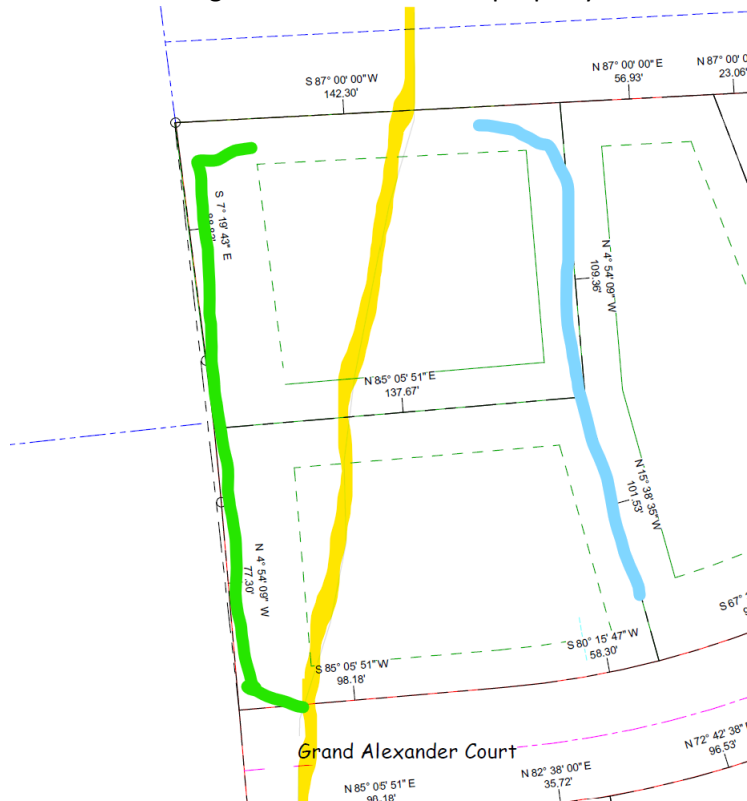 S 87° 00' 00" W
142.30'
N 87° 00' 00" E
56.93'
23.06'
S 7° 19' 43" E
N 4° 54' 09" W
109.36'
N 85° 05' 51" E
137.67'
N 15° 38' 35" W
101.53'
N 4° 54' 09" W
77.30'
S 85° 05' 51" W
98.18'
S 80° 15' 47" W
58.30'
S 67°
Grand Alexander Court
N 72° 42' 38"
96.53'
N 82° 38' 00" E
35.72'
N 85° 05' 51" E